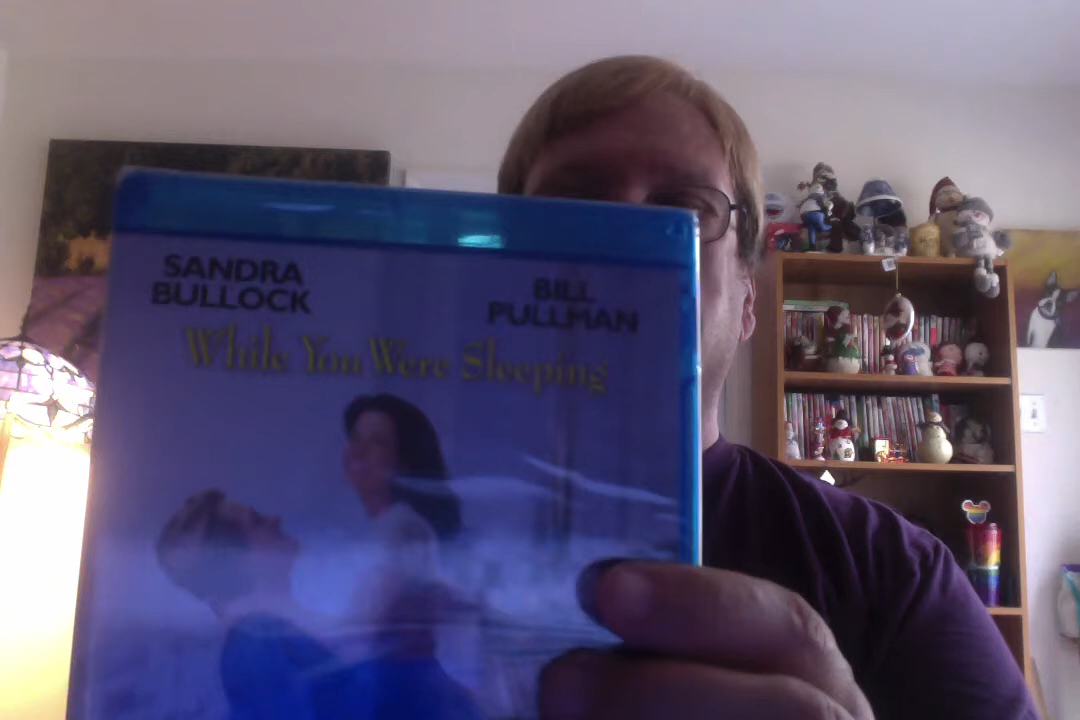 SANDRA
BULLOCK
BILL
PULLMAN
While You Were Sleeping